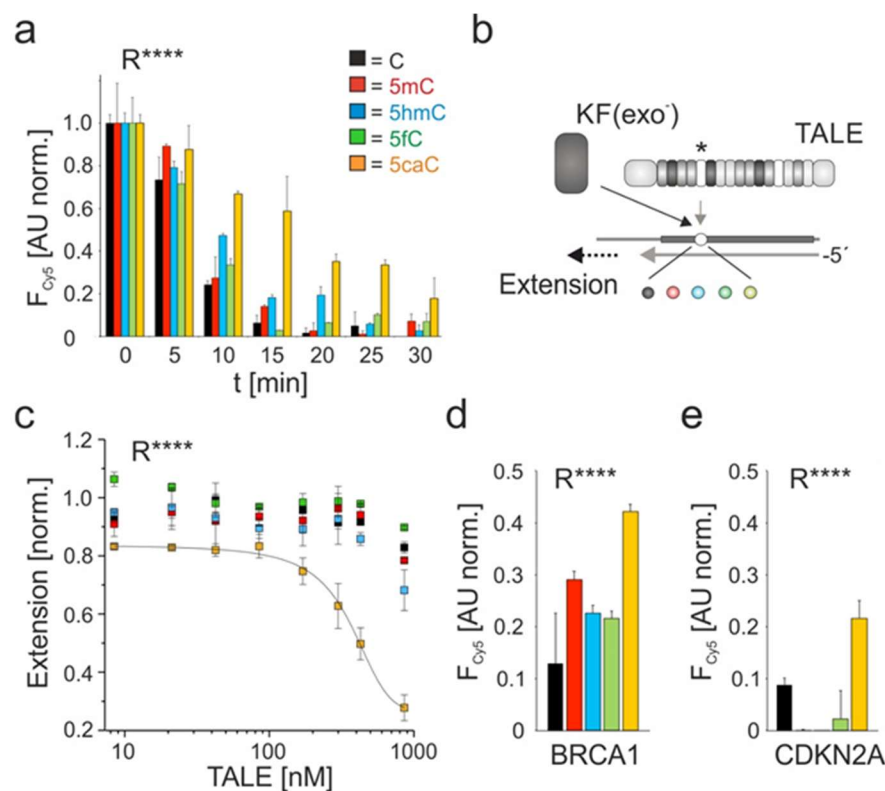 a
R****
= C
= 5mC
= 5hmC
= 5fC
= 5caC
F Cy5 [AU norm.]
1.0
0.8
0.6
0.4
0.2
0
0 5 10 15 20 25 30
t [min]
b
KF(exo⁻)
TALE
*
-5´
Extension
c
R****
Extension [norm.]
1.2
1.0
0.8
0.6
0.4
0.2
10 100 1000
TALE [nM]
d
R****
F Cy5 [AU norm.]
0.5
0.4
0.3
0.2
0.1
0
BRCA1
e
R****
F Cy5 [AU norm.]
0.5
0.4
0.3
0.2
0.1
0
CDKN2A